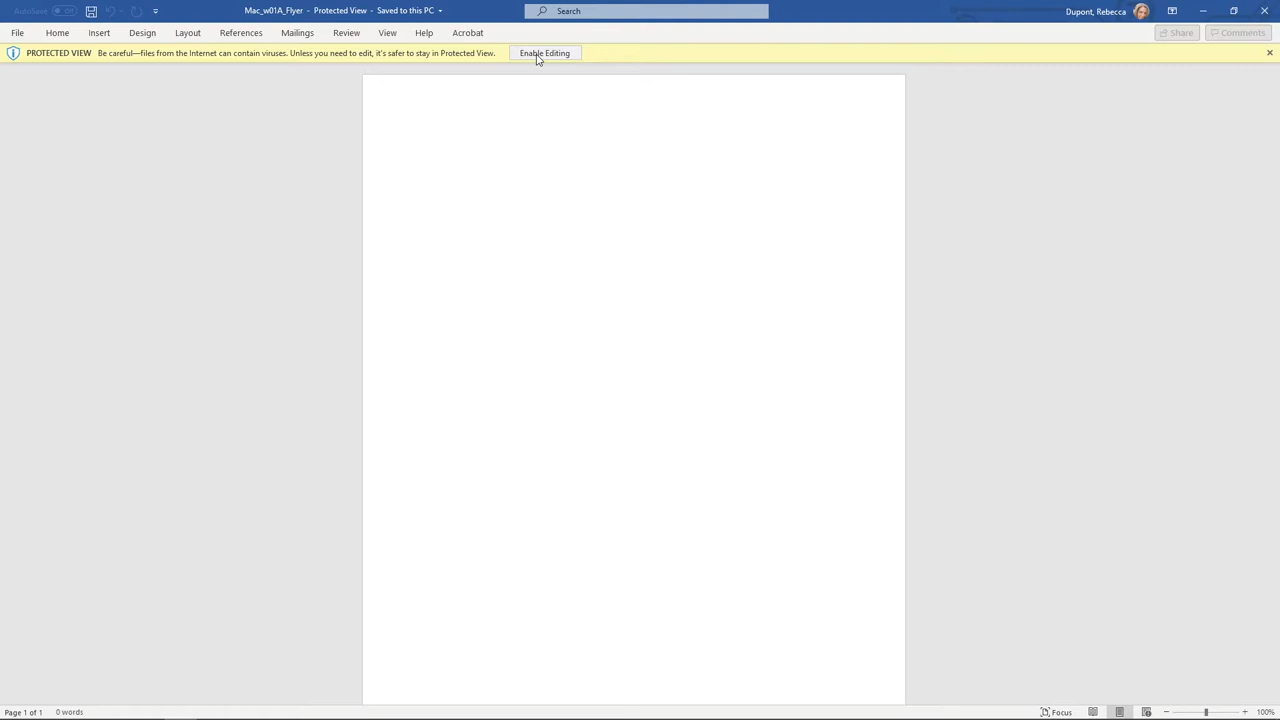 AutoSave Off Mac_w01A_Flyer - Protected View - Saved to this PC Search Dupont, Rebecca
File Home Insert Design Layout References Mailings Review View Help Acrobat Share Comments
PROTECTED VIEW Be careful—files from the Internet can contain viruses. Unless you need to edit, it's safer to stay in Protected View. Enable Editing
Page 1 of 1 0 words Focus 100%